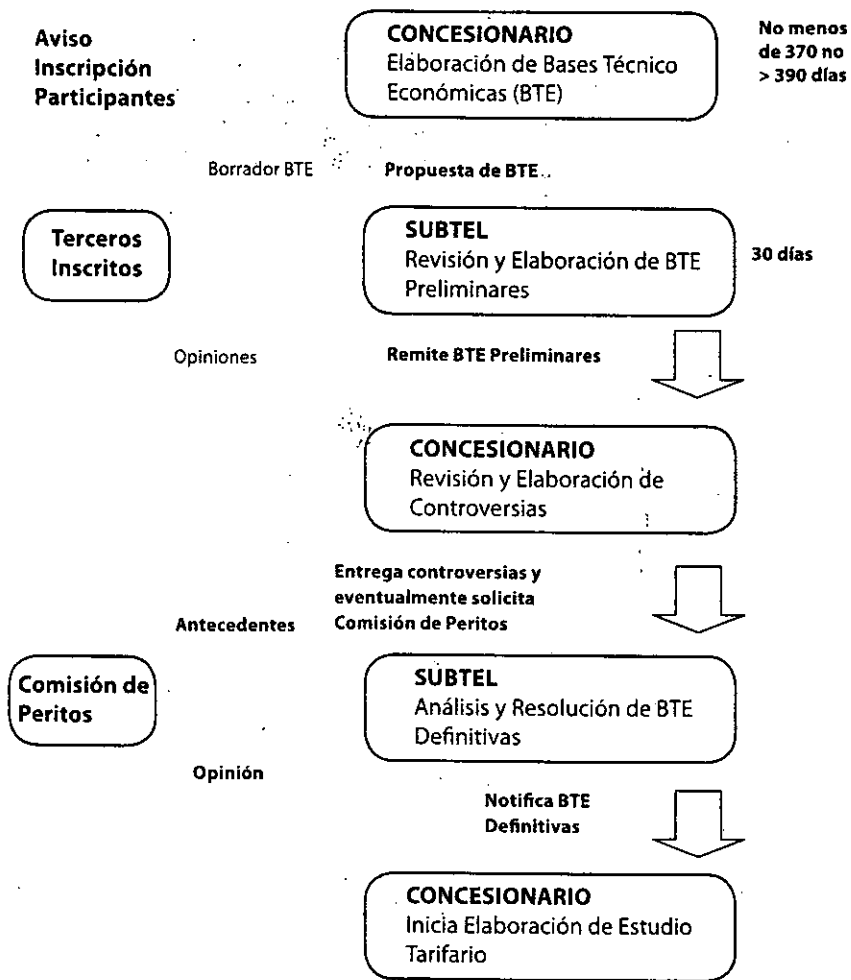 Aviso
Inscripción
Participantes
CONCESIONARIO
Elaboración de Bases Técnico
Económicas (BTE)
No menos
de 370 no
> 390 días
Borrador BTE
Propuesta de BTE
Terceros
Inscritos
SUBTEL
Revisión y Elaboración de BTE
Preliminares
30 días
Opiniones
Remite BTE Preliminares
CONCESIONARIO
Revisión y Elaboración de
Controversias
Entrega controversias y
eventualmente solicita
Comisión de Peritos
Antecedentes
Comisión de
Peritos
SUBTEL
Análisis y Resolución de BTE
Definitivas
Opinión
Notifica BTE
Definitivas
CONCESIONARIO
Inicia Elaboración de Estudio
Tarifario